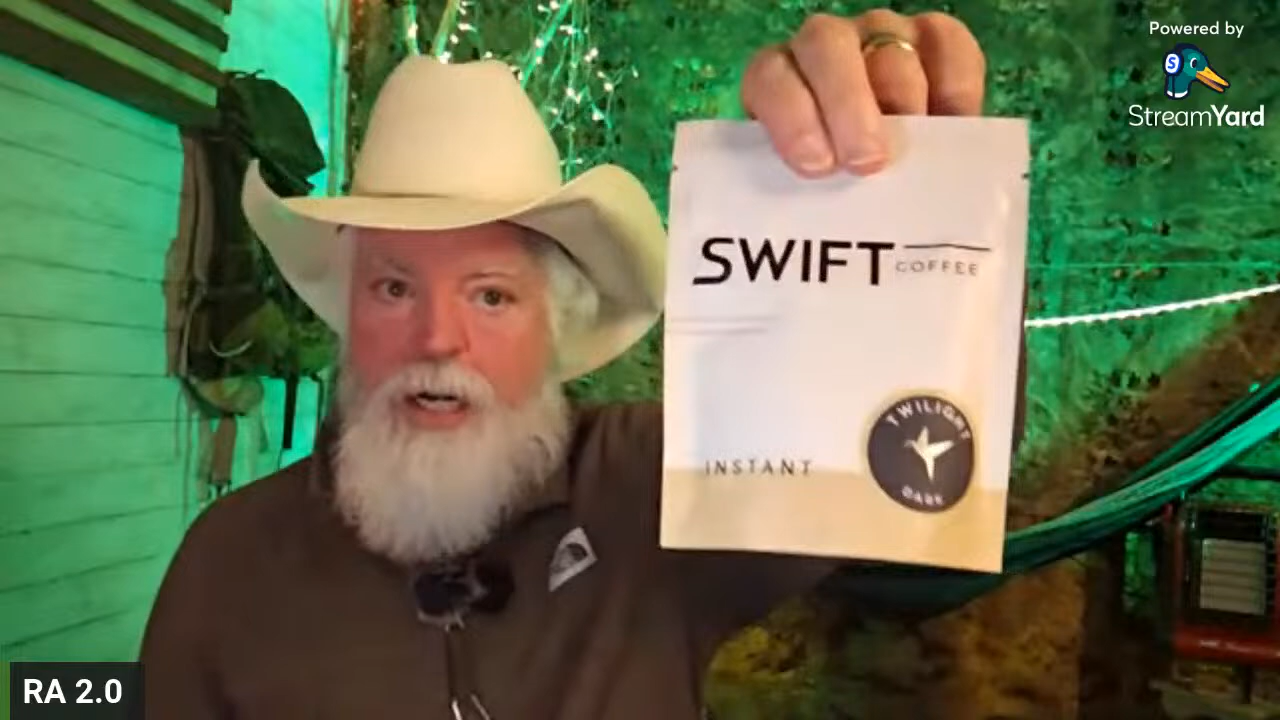 Powered by
S
StreamYard
SWIFT COFFEE
INSTANT
TWILIGHT
DARK
RA 2.0